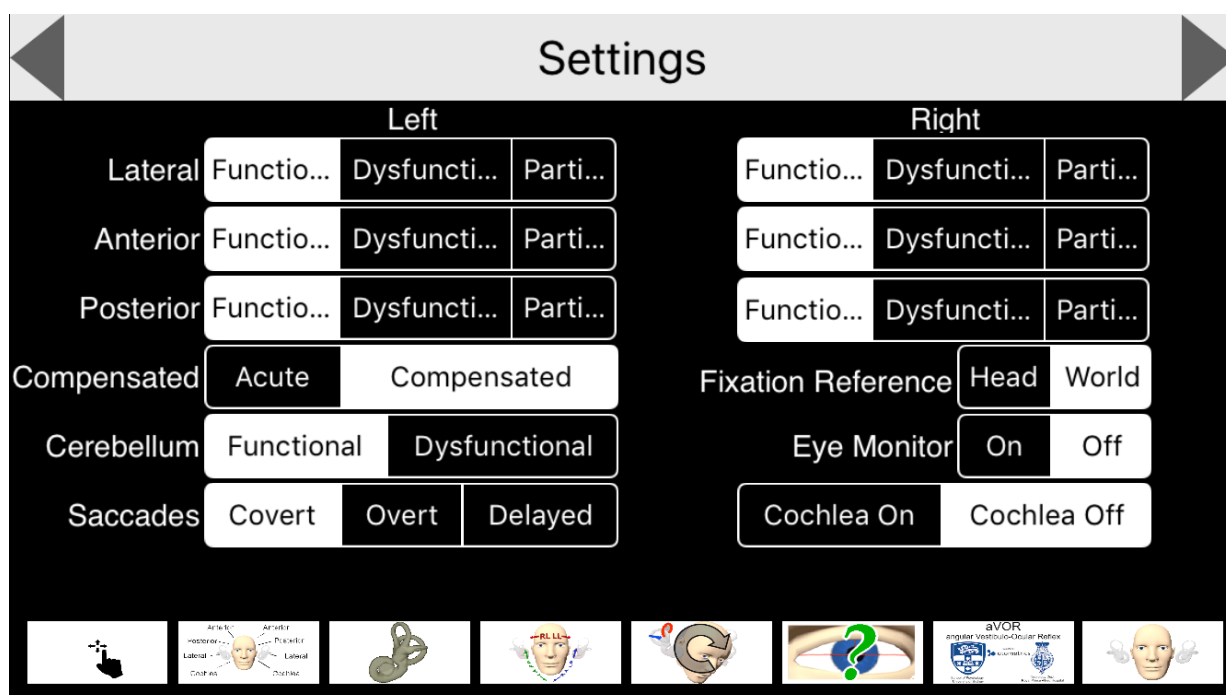 Settings
Left Right
Lateral Functio... Dysfuncti... Parti... Functio... Dysfuncti... Parti...
Anterior Functio... Dysfuncti... Parti... Functio... Dysfuncti... Parti...
Posterior Functio... Dysfuncti... Parti... Functio... Dysfuncti... Parti...
Compensated Acute Compensated Fixation Reference Head World
Cerebellum Functional Dysfunctional Eye Monitor On Off
Saccades Covert Overt Delayed Cochlea On Cochlea Off
Anterior Anterior
Posterior Posterior
Lateral Lateral
Cochlea Cochlea
RL LL
aVOR
angular Vestibulo-Ocular Reflex